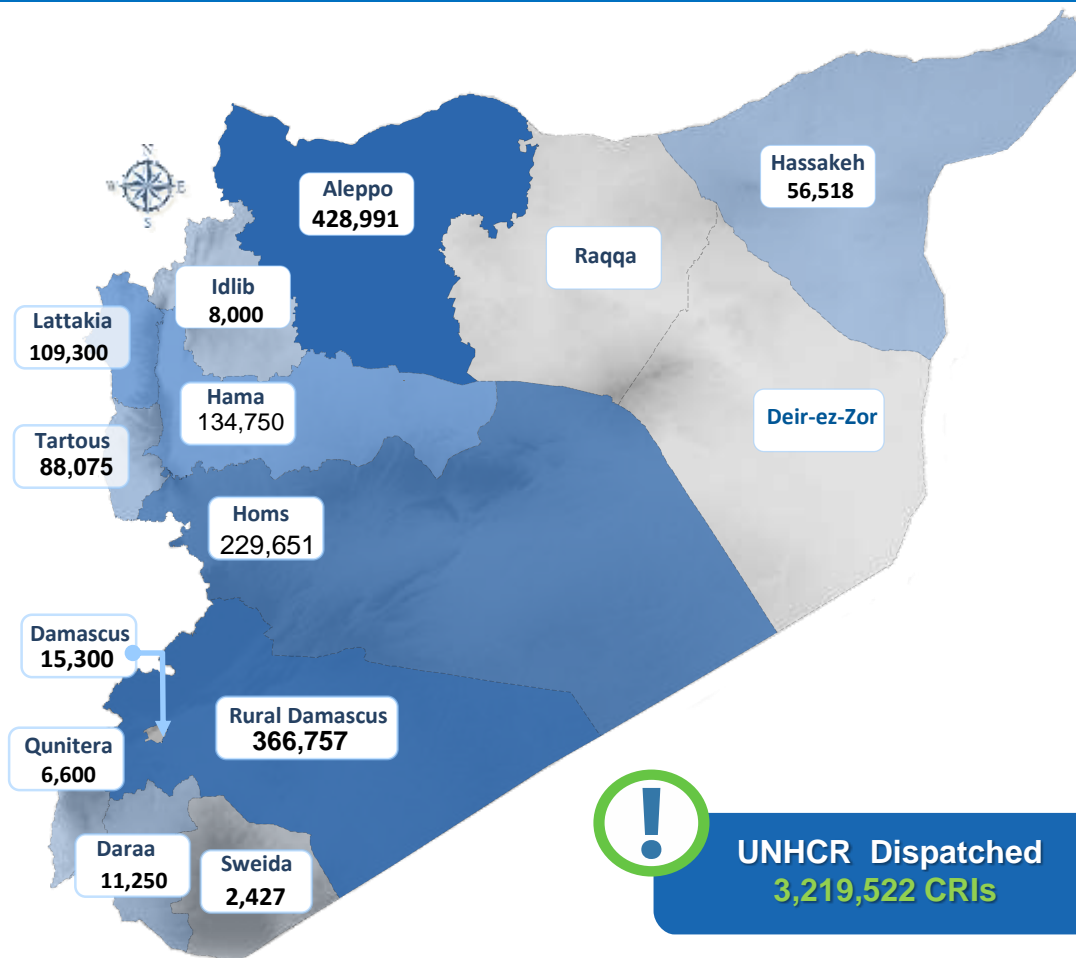 N
W
E
S
Aleppo
428,991
Hassakeh
56,518
Raqqa
Idlib
8,000
Lattakia
109,300
Hama
134,750
Deir-ez-Zor
Tartous
88,075
Homs
229,651
Damascus
15,300
Rural Damascus
366,757
Qunitera
6,600
Daraa
11,250
Sweida
2,427
!
UNHCR Dispatched
3,219,522 CRIs